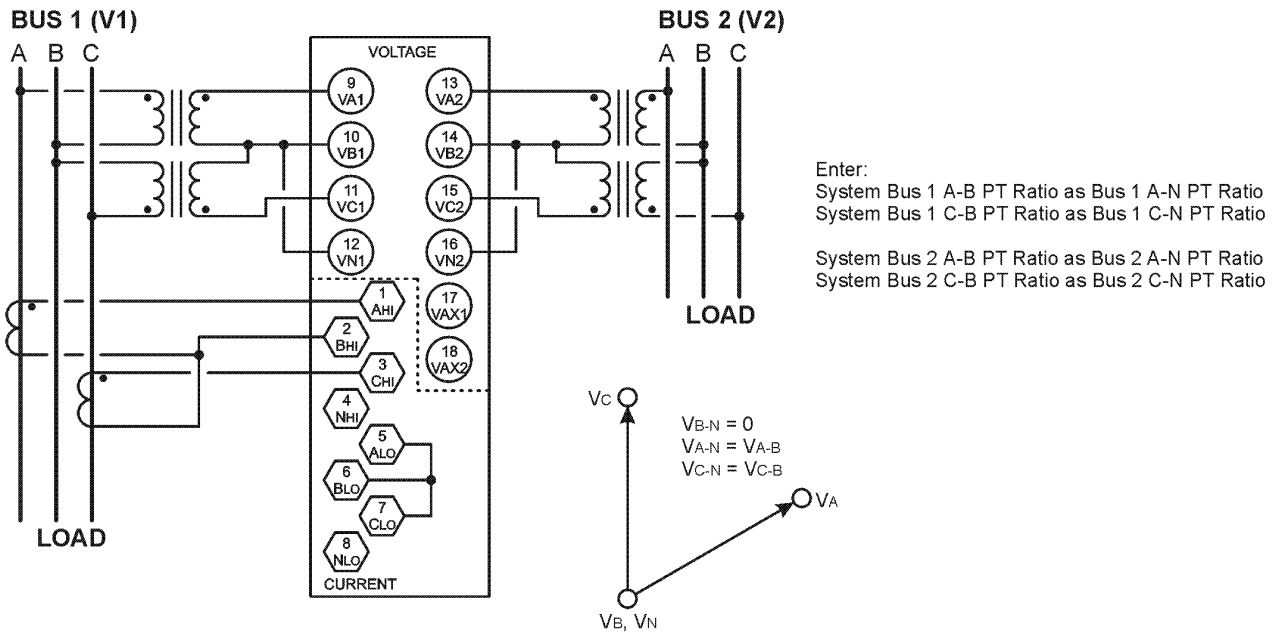 BUS 1 (V1)
A B C
VOLTAGE
9
VA1
10
VB1
11
VC1
12
VN1
13
VA2
14
VB2
15
VC2
16
VN2
17
VAX1
18
VAX2
1
AHI
2
BHI
3
CHI
4
NHI
5
ALO
6
BLO
7
CLO
8
NLO
CURRENT
LOAD
BUS 2 (V2)
A B C
LOAD
Enter:
System Bus 1 A-B PT Ratio as Bus 1 A-N PT Ratio
System Bus 1 C-B PT Ratio as Bus 1 C-N PT Ratio
System Bus 2 A-B PT Ratio as Bus 2 A-N PT Ratio
System Bus 2 C-B PT Ratio as Bus 2 C-N PT Ratio
VC
VB-N = 0
VA-N = VA-B
VC-N = VC-B
VA
VB, VN